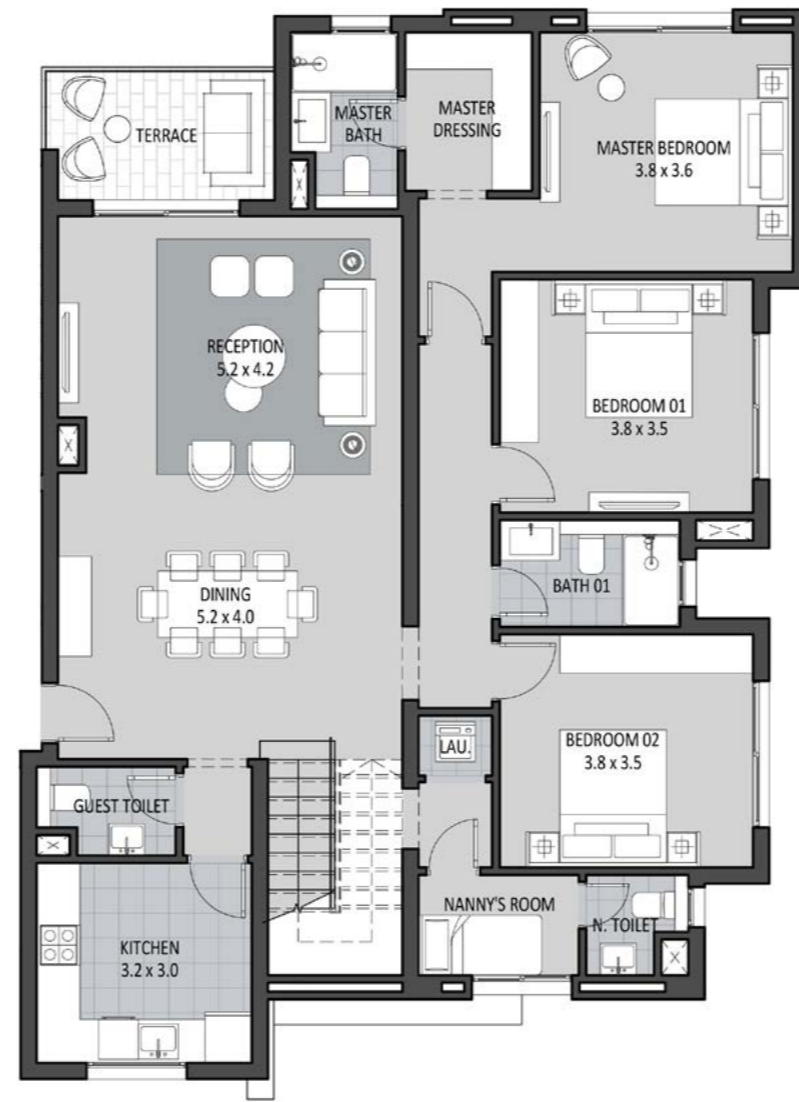 TERRACE
MASTER
BATH
MASTER
DRESSING
MASTER BEDROOM
3.8 x 3.6
RECEPTION
5.2 x 4.2
BEDROOM 01
3.8 x 3.5
DINING
5.2 x 4.0
BATH 01
LAU.
BEDROOM 02
3.8 x 3.5
GUEST TOILET
KITCHEN
3.2 x 3.0
NANNY'S ROOM
N. TOILET